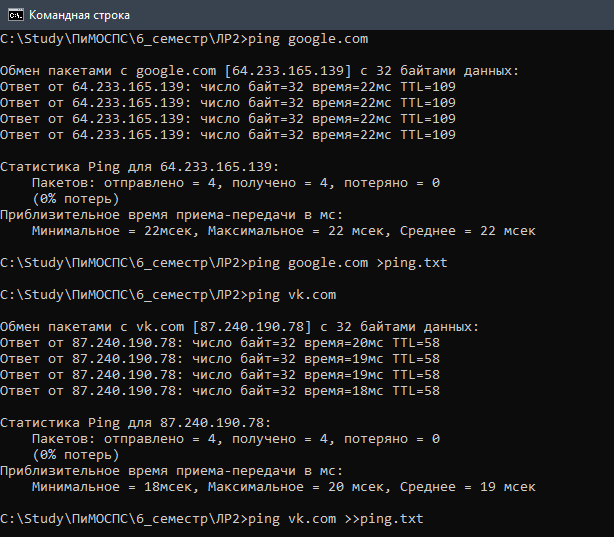 Командная строка
C:\Study\ПиМОСПС\6_семестр\ЛР2>ping google.com
Обмен пакетами с google.com [64.233.165.139] с 32 байтами данных:
Ответ от 64.233.165.139: число байт=32 время=22мс TTL=109
Ответ от 64.233.165.139: число байт=32 время=22мс TTL=109
Ответ от 64.233.165.139: число байт=32 время=22мс TTL=109
Ответ от 64.233.165.139: число байт=32 время=22мс TTL=109
Статистика Ping для 64.233.165.139:
Пакетов: отправлено = 4, получено = 4, потеряно = 0
(0% потерь)
Приблизительное время приема-передачи в мс:
Минимальное = 22мсек, Максимальное = 22 мсек, Среднее = 22 мсек
C:\Study\ПиМОСПС\6_семестр\ЛР2>ping google.com >ping.txt
C:\Study\ПиМОСПС\6_семестр\ЛР2>ping vk.com
Обмен пакетами с vk.com [87.240.190.78] с 32 байтами данных:
Ответ от 87.240.190.78: число байт=32 время=20мс TTL=58
Ответ от 87.240.190.78: число байт=32 время=19мс TTL=58
Ответ от 87.240.190.78: число байт=32 время=19мс TTL=58
Ответ от 87.240.190.78: число байт=32 время=18мс TTL=58
Статистика Ping для 87.240.190.78:
Пакетов: отправлено = 4, получено = 4, потеряно = 0
(0% потерь)
Приблизительное время приема-передачи в мс:
Минимальное = 18мсек, Максимальное = 20 мсек, Среднее = 19 мсек
C:\Study\ПиМОСПС\6_семестр\ЛР2>ping vk.com >>ping.txt